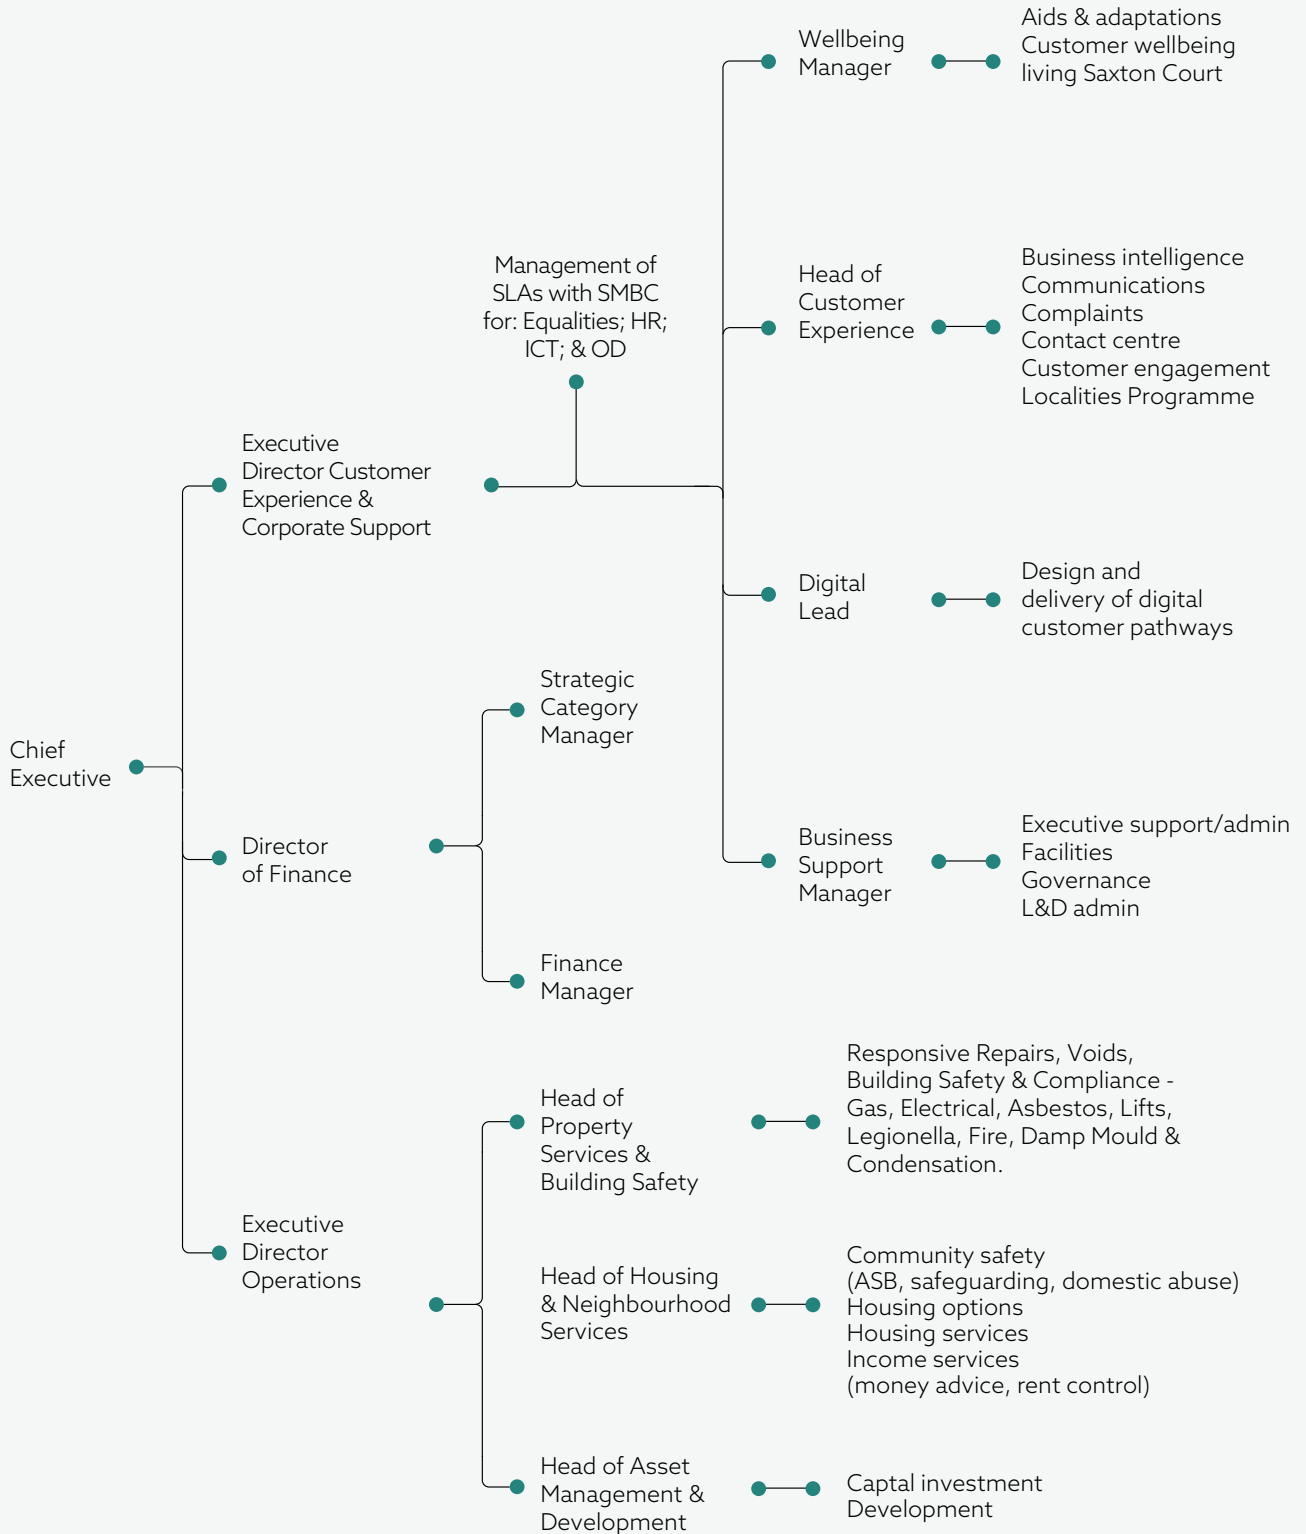 Chief
Executive
Executive
Director Customer
Experience &
Corporate Support
Management of
SLAs with SMBC
for: Equalities; HR;
ICT; & OD
Wellbeing
Manager
Aids & adaptations
Customer wellbeing
living Saxton Court
Head of
Customer
Experience
Business intelligence
Communications
Complaints
Contact centre
Customer engagement
Localities Programme
Digital
Lead
Design and
delivery of digital
customer pathways
Business
Support
Manager
Executive support/admin
Facilities
Governance
L&D admin
Director
of Finance
Strategic
Category
Manager
Finance
Manager
Executive
Director
Operations
Head of
Property
Services &
Building Safety
Responsive Repairs, Voids,
Building Safety & Compliance -
Gas, Electrical, Asbestos, Lifts,
Legionella, Fire, Damp Mould &
Condensation.
Head of Housing
& Neighbourhood
Services
Community safety
(ASB, safeguarding, domestic abuse)
Housing options
Housing services
Income services
(money advice, rent control)
Head of Asset
Management &
Development
Captal investment
Development